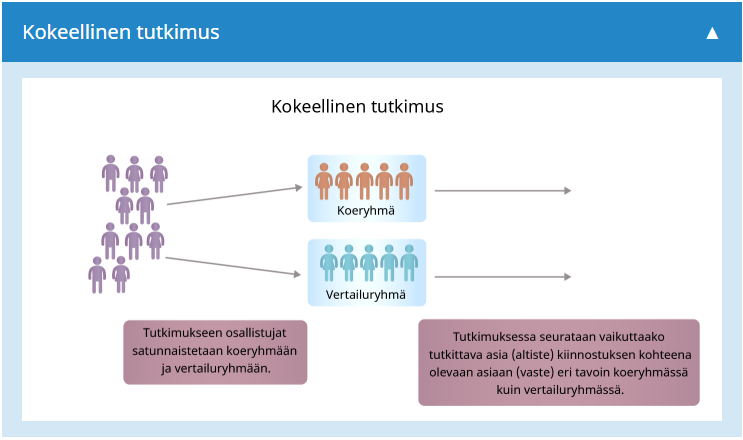 Kokeellinen tutkimus
Kokeellinen tutkimus
Koeryhmä
Vertailuryhmä
Tutkimukseen osallistujat
satunnaistetaan koeryhmään
ja vertailuryhmään.
Tutkimuksessa seurataan vaikuttaako
tutkittava asia (altiste) kiinnostuksen kohteena
olevaan asiaan (vaste) eri tavoin koeryhmässä
kuin vertailuryhmässä.